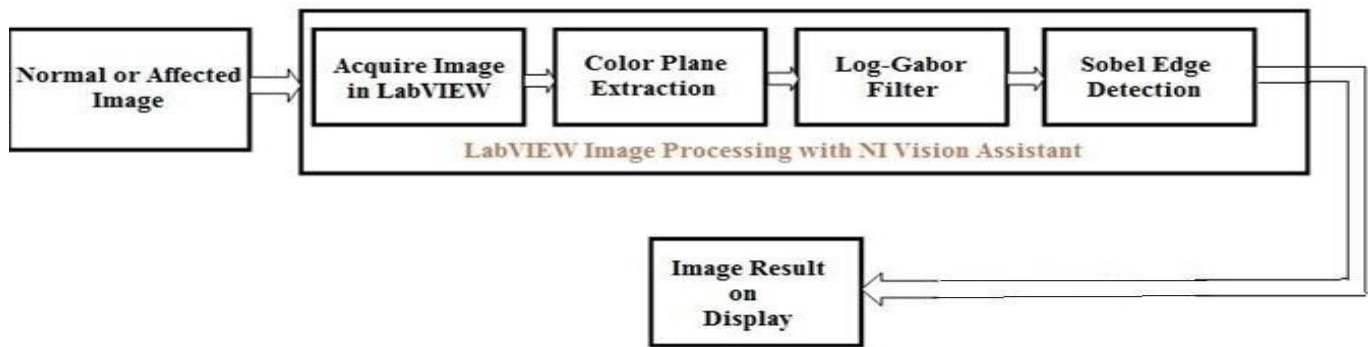 Normal or Affected
Image
Acquire Image
in LabVIEW
Color Plane
Extraction
Log-Gabor
Filter
Sobel Edge
Detection
LabVIEW Image Processing with NI Vision Assistant
Image Result
on
Display